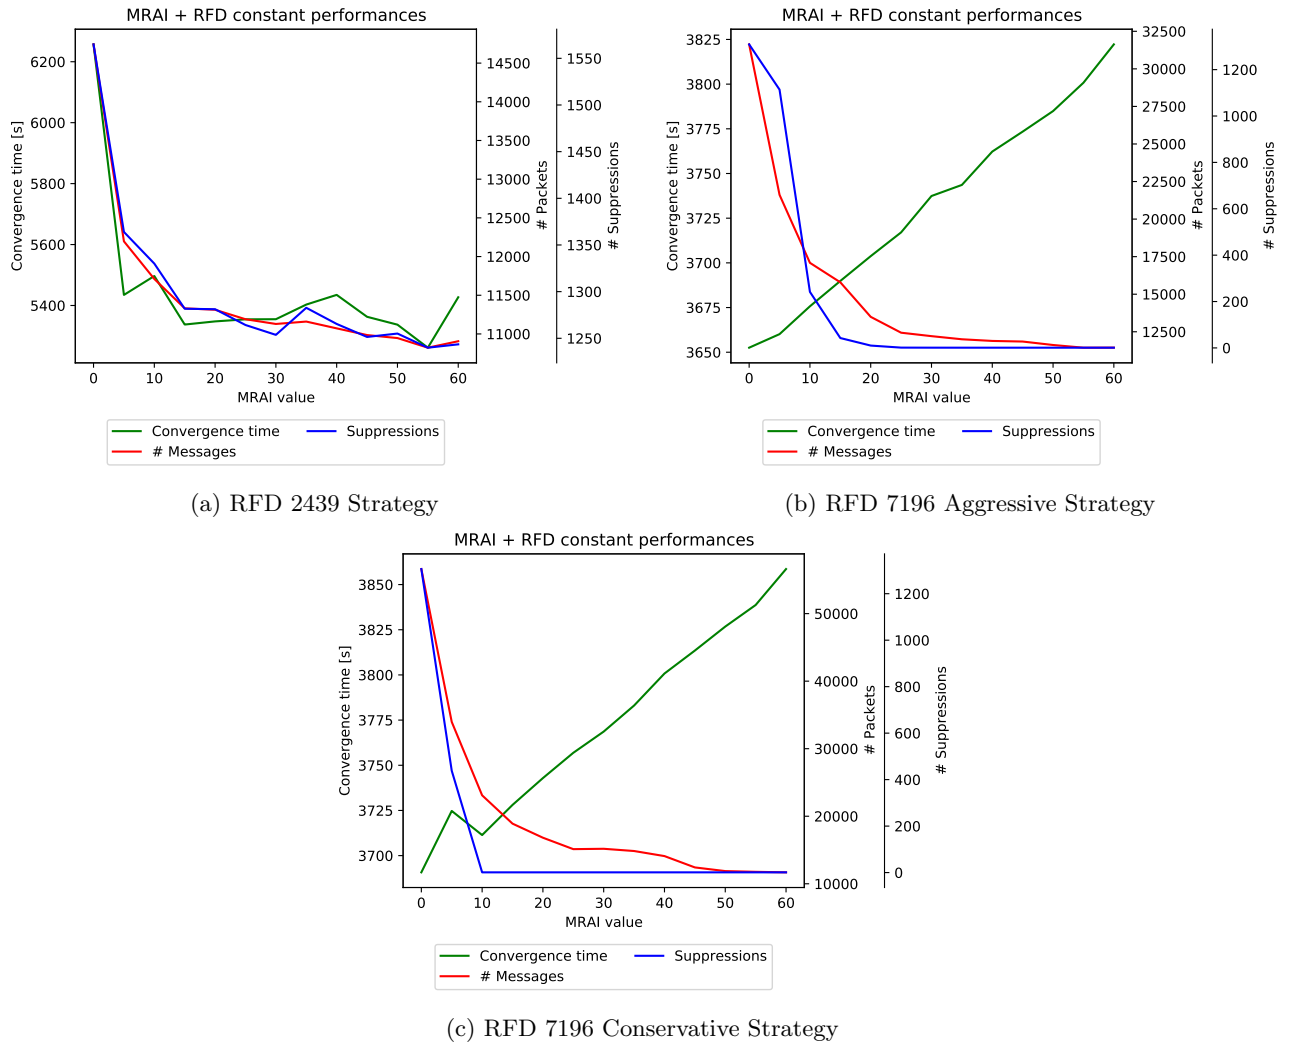 MRAI + RFD constant performances
Convergence time [s]
6200
6000
5800
5600
5400
14500
14000
13500
13000
12500
12000
11500
11000
# Packets
1550
1500
1450
1400
1350
1300
1250
# Suppressions
0 10 20 30 40 50 60
MRAI value
Convergence time
Suppressions
# Messages
(a) RFD 2439 Strategy
MRAI + RFD constant performances
Convergence time [s]
3825
3800
3775
3750
3725
3700
3675
3650
32500
30000
27500
25000
22500
20000
17500
15000
12500
# Packets
1200
1000
800
600
400
200
0
# Suppressions
0 10 20 30 40 50 60
MRAI value
Convergence time
Suppressions
# Messages
(b) RFD 7196 Aggressive Strategy
MRAI + RFD constant performances
Convergence time [s]
3850
3825
3800
3775
3750
3725
3700
50000
40000
30000
20000
10000
# Packets
1200
1000
800
600
400
200
0
# Suppressions
0 10 20 30 40 50 60
MRAI value
Convergence time
Suppressions
# Messages
(c) RFD 7196 Conservative Strategy